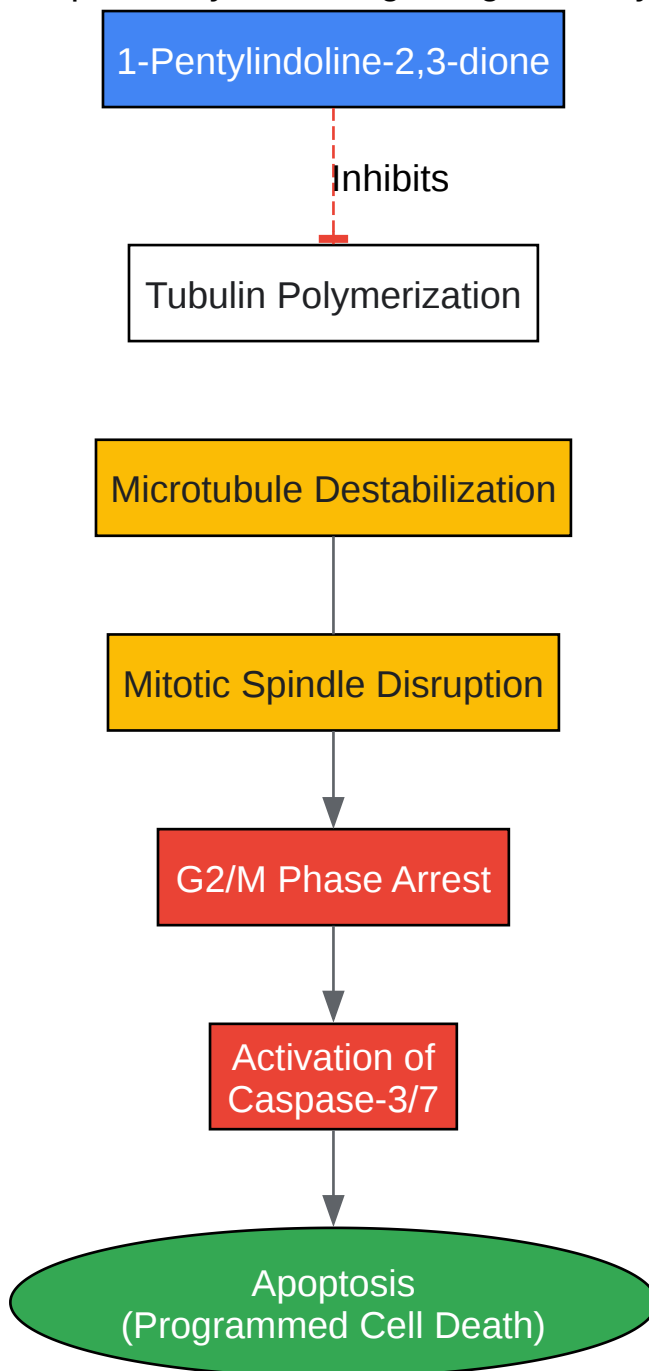 1-Pentylindoline-2,3-dione
Inhibits
Tubulin Polymerization
Microtubule Destabilization
Mitotic Spindle Disruption
G2/M Phase Arrest
Activation of
Caspase-3/7
Apoptosis
(Programmed Cell Death)